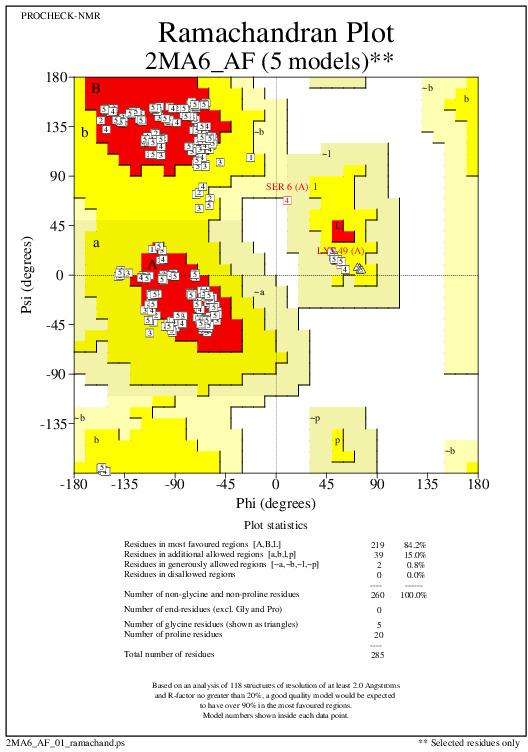 PROCHECK-NMR
Ramachandran Plot
2MA6_AF (5 models)**
B
~b
b
b
~b
~l
SER 6 (A)
l
4
a
L
LYS 49 (A)
A
~a
~b
b
~p
p
~b
180
135
90
45
0
-45
-90
-135
Psi (degrees)
-180 -135 -90 -45 0 45 90 135 180
Phi (degrees)
Plot statistics
Residues in most favoured regions [A,B,L] 219 84.2%
Residues in additional allowed regions [a,b,l,p] 39 15.0%
Residues in generously allowed regions [~a,~b,~l,~p] 2 0.8%
Residues in disallowed regions 0 0.0%
---- ------
Number of non-glycine and non-proline residues 260 100.0%
Number of end-residues (excl. Gly and Pro) 0
Number of glycine residues (shown as triangles) 5
Number of proline residues 20
----
Total number of residues 285
Based on an analysis of 118 structures of resolution of at least 2.0 Angstroms
and R-factor no greater than 20%, a good quality model would be expected
to have over 90% in the most favoured regions.
Model numbers shown inside each data point.
2MA6_AF_01_ramachand.ps
** Selected residues only